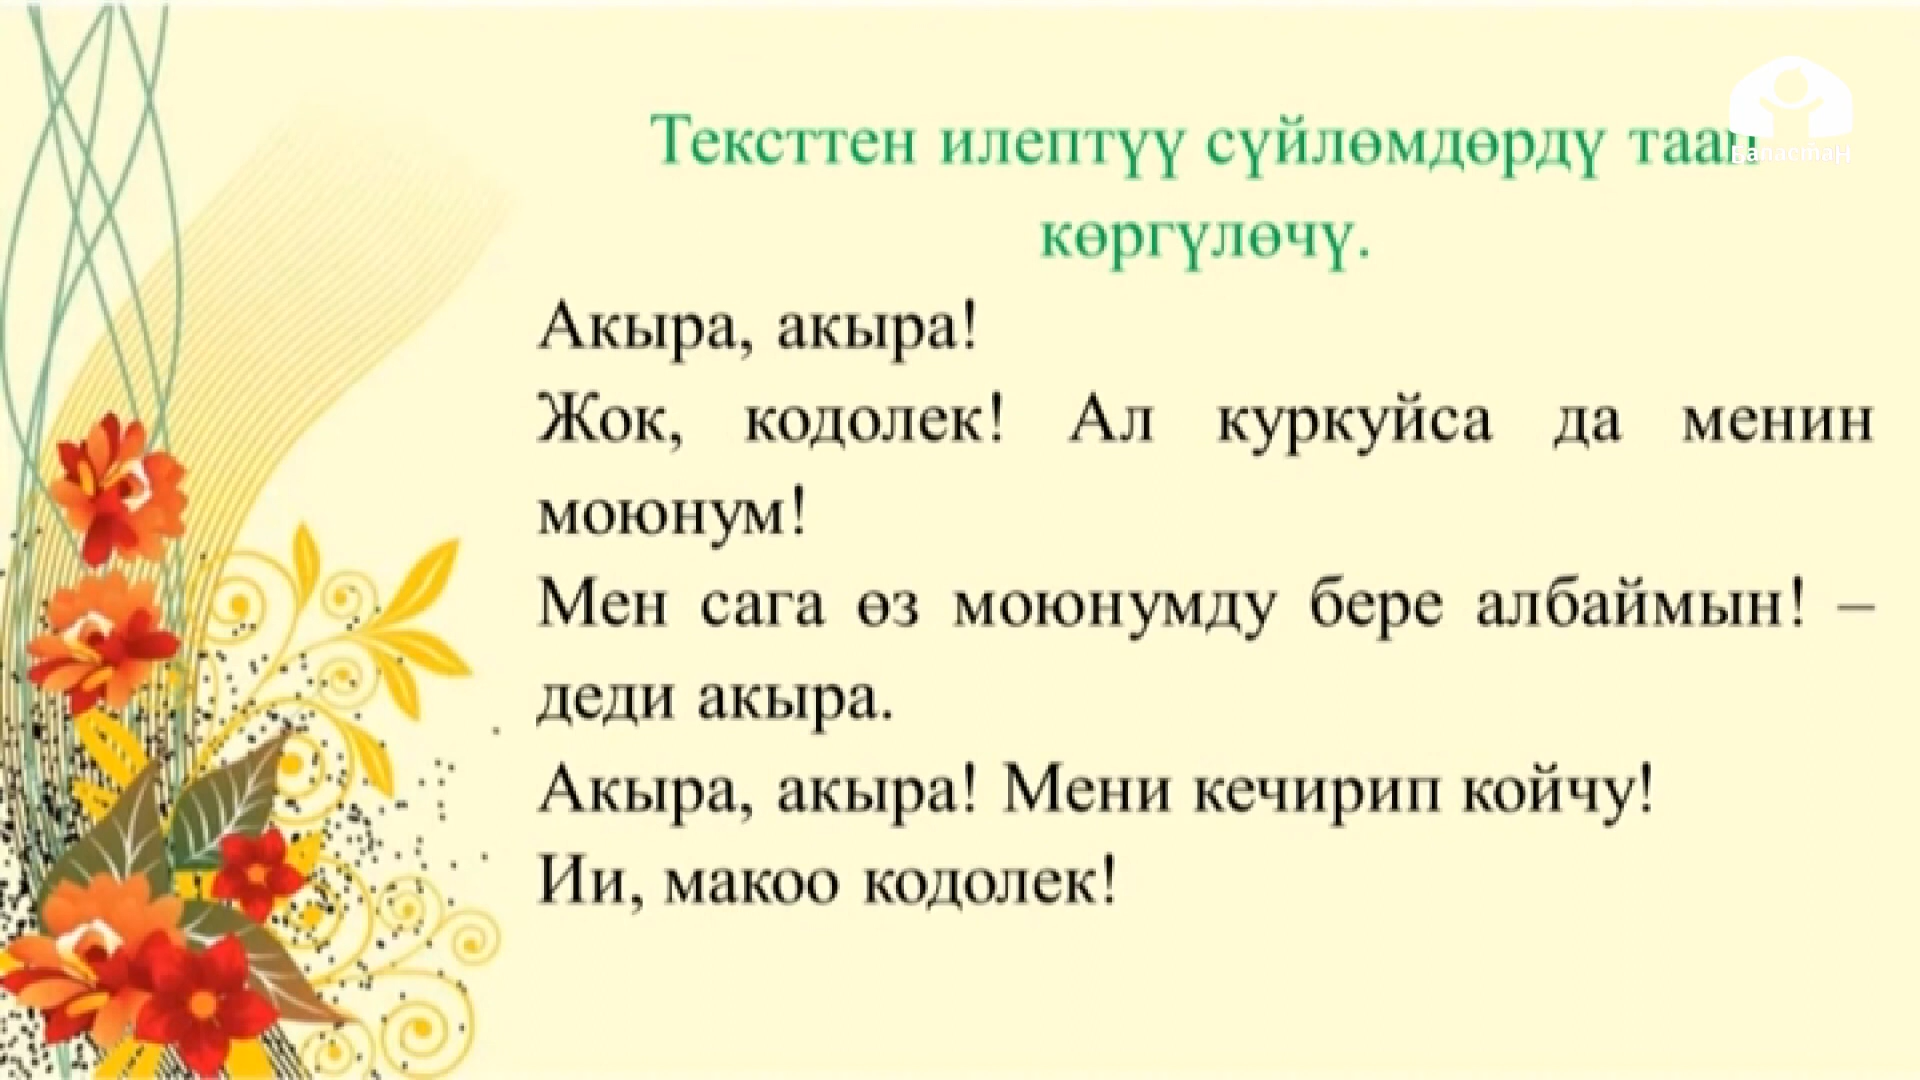 Тексттен илептүү сүйлөмдөрдү таап
көргүлөчү.
Акыра, акыра!
Жок, кодолек! Ал куркуйса да менин
моюнум!
Мен сага өз моюнумду бере албаймын! –
деди акыра.
Акыра, акыра! Мени кечирип койчу!
Ии, макоо кодолек!
Баластан